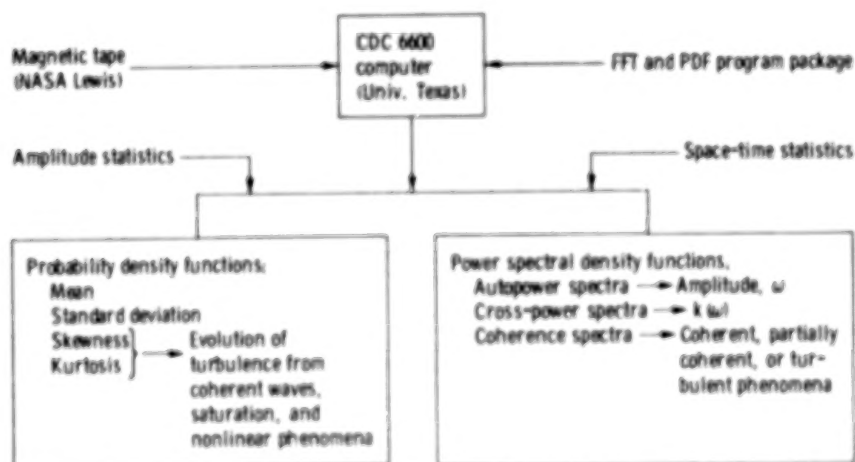 Magnetic tape
(NASA Lewis)
CDC 6600
computer
(Univ. Texas)
FFT and PDF program package
Amplitude statistics
Space-time statistics
Probability density functions:
Mean
Standard deviation
Skewness
Kurtosis
Evolution of
turbulence from
coherent waves,
saturation, and
nonlinear phenomena
Power spectral density functions,
Autopower spectra → Amplitude, ω
Cross-power spectra → k (ω)
Coherence spectra → Coherent, partially
coherent, or tur-
bulent phenomena